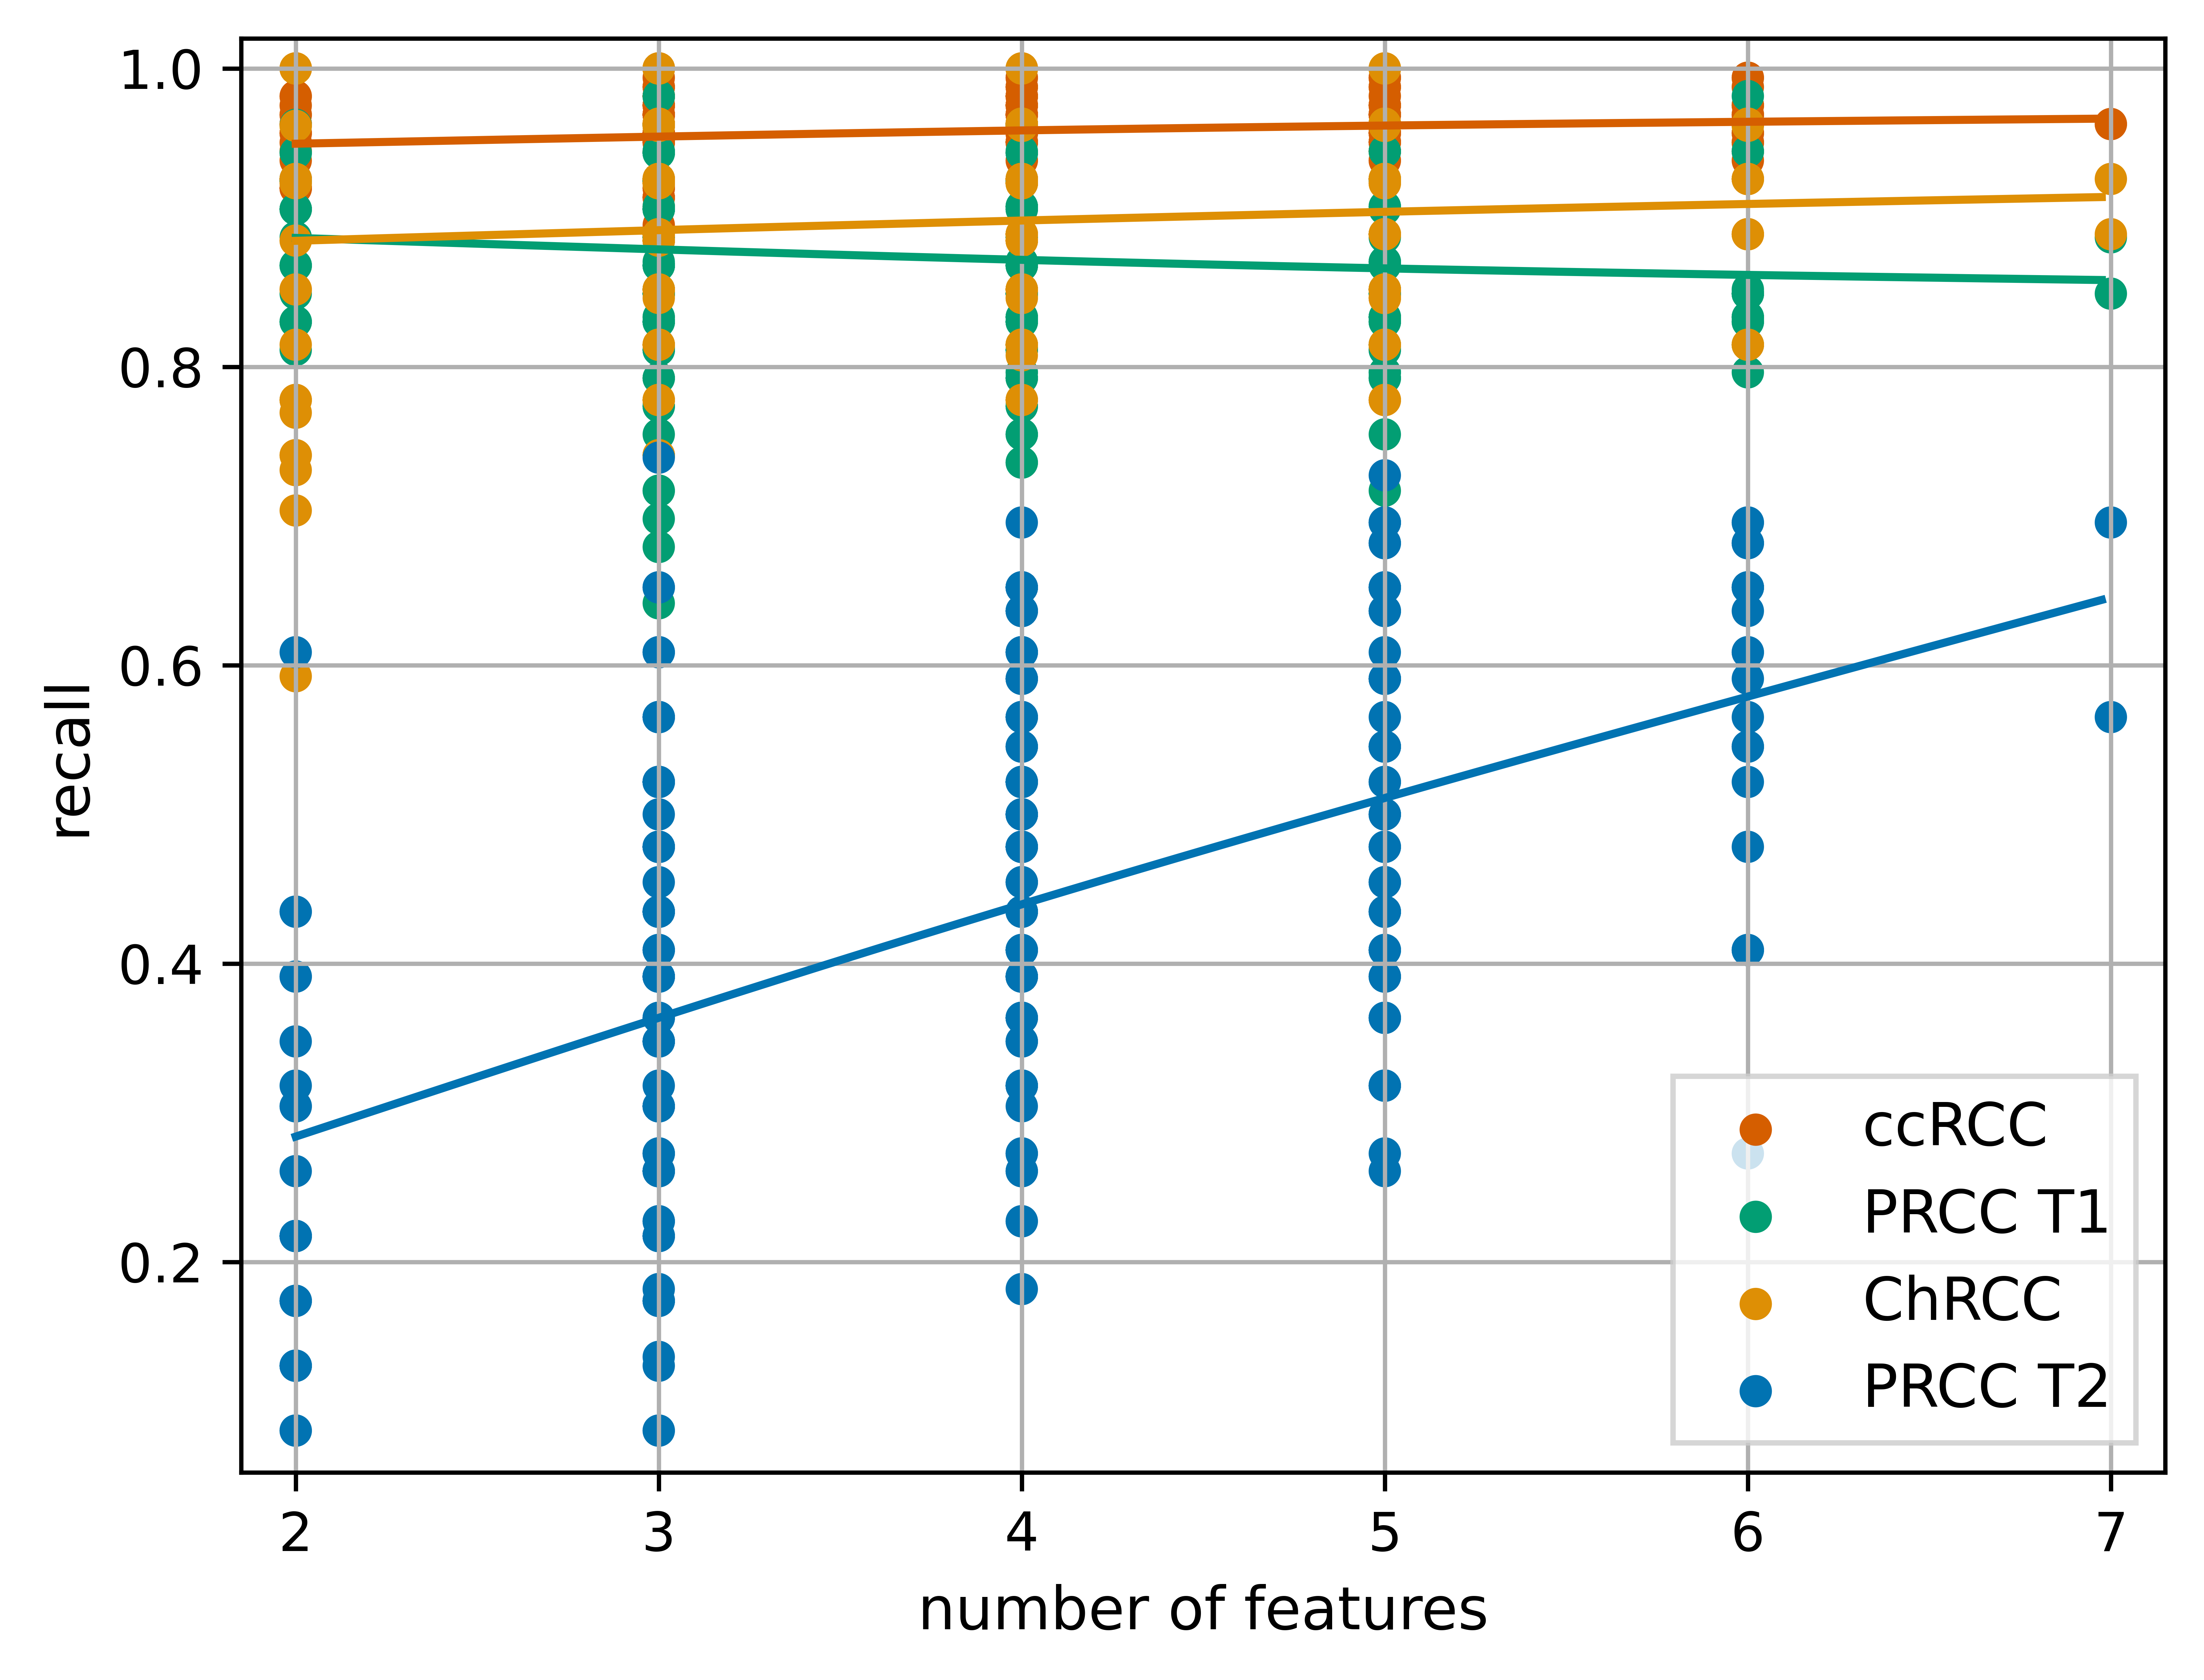 1.0
0.8
0.6
0.4
0.2
recall
2 3 4 5 6 7
number of features
ccRCC
PRCC T1
ChRCC
PRCC T2